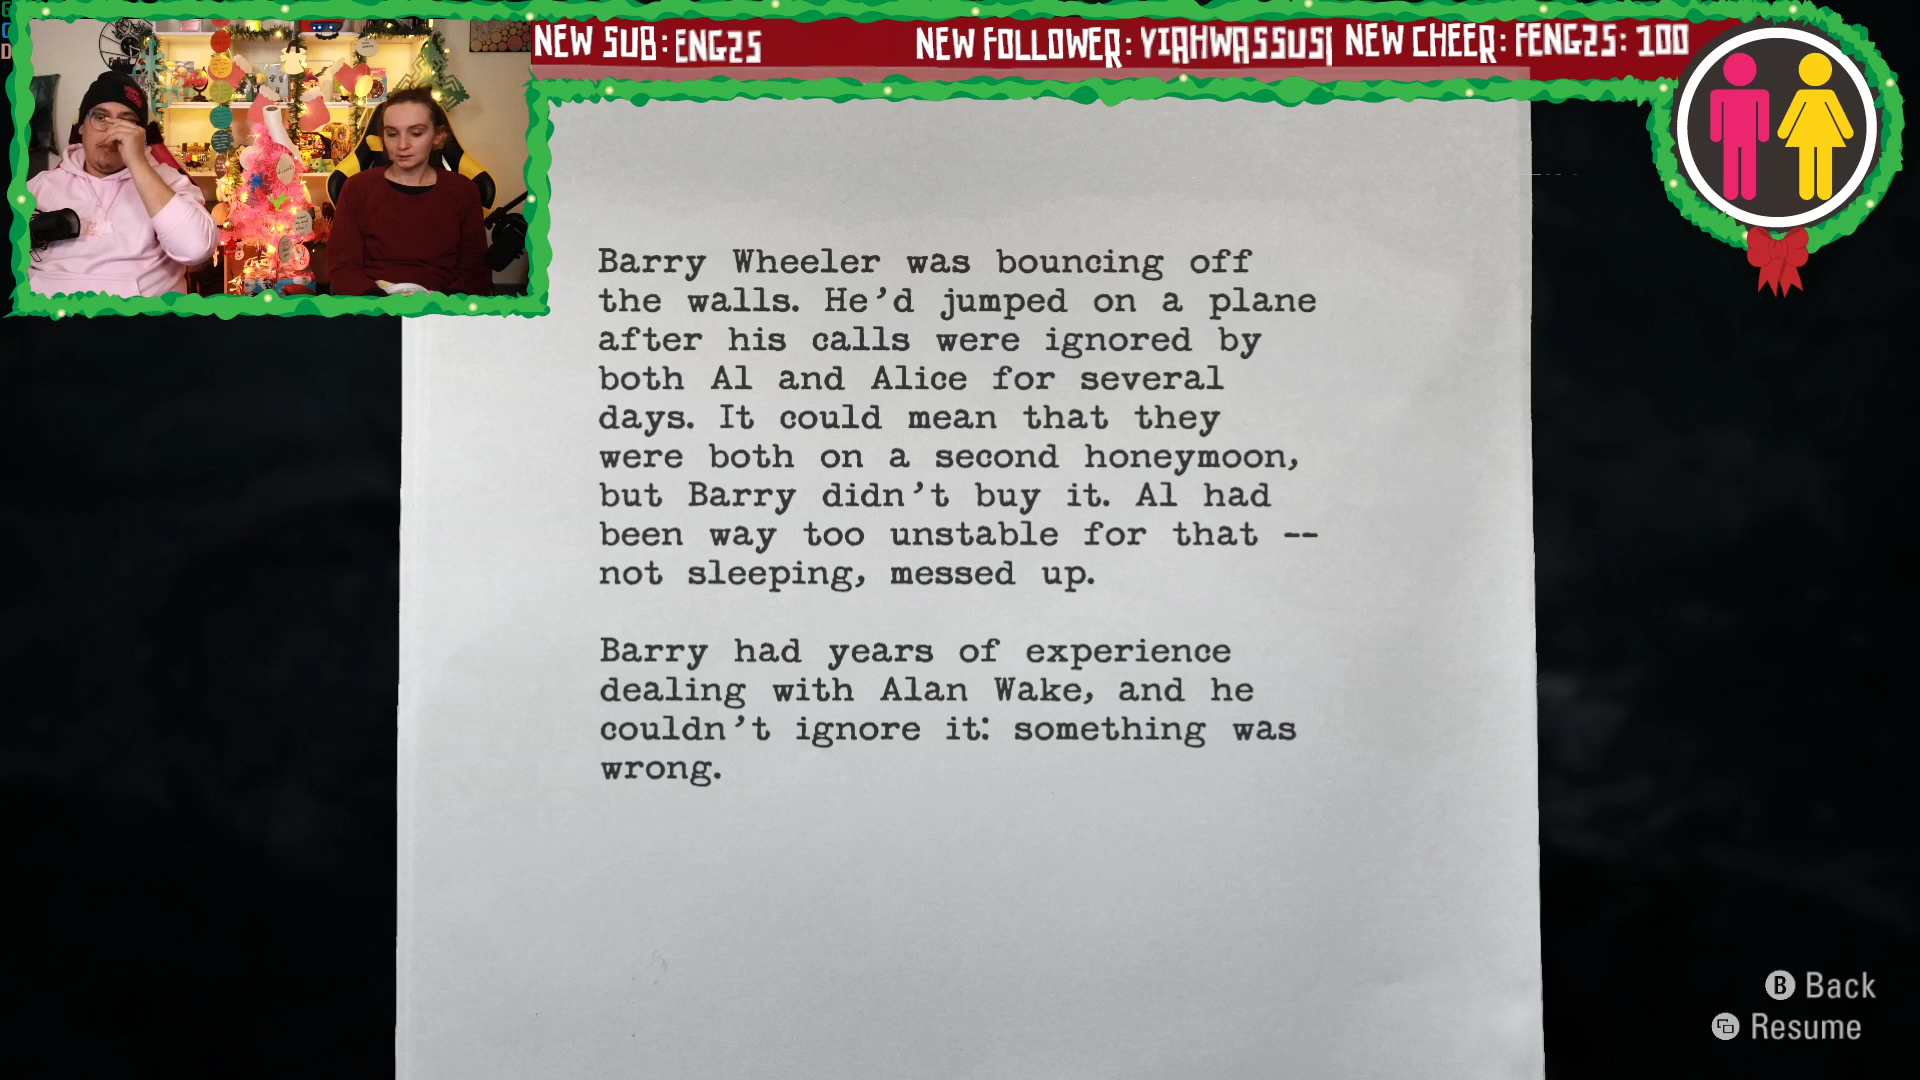 NEW SUB: ENG25
NEW FOLLOWER: YIAHWASSUS
NEW CHEER: FENG25: 100
Barry Wheeler was bouncing off
the walls. He'd jumped on a plane
after his calls were ignored by
both Al and Alice for several
days. It could mean that they
were both on a second honeymoon,
but Barry didn't buy it. Al had
been way too unstable for that --
not sleeping, messed up.
Barry had years of experience
dealing with Alan Wake, and he
couldn't ignore it: something was
wrong.
B Back
Resume